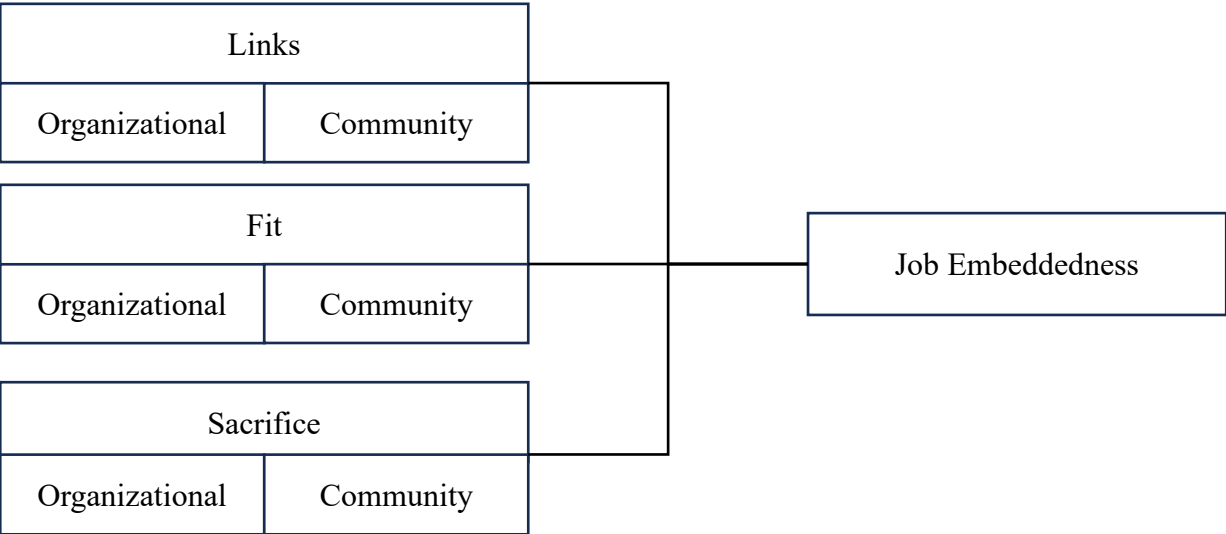 Links
Organizational
Community
Fit
Organizational
Community
Job Embeddedness
Sacrifice
Organizational
Community